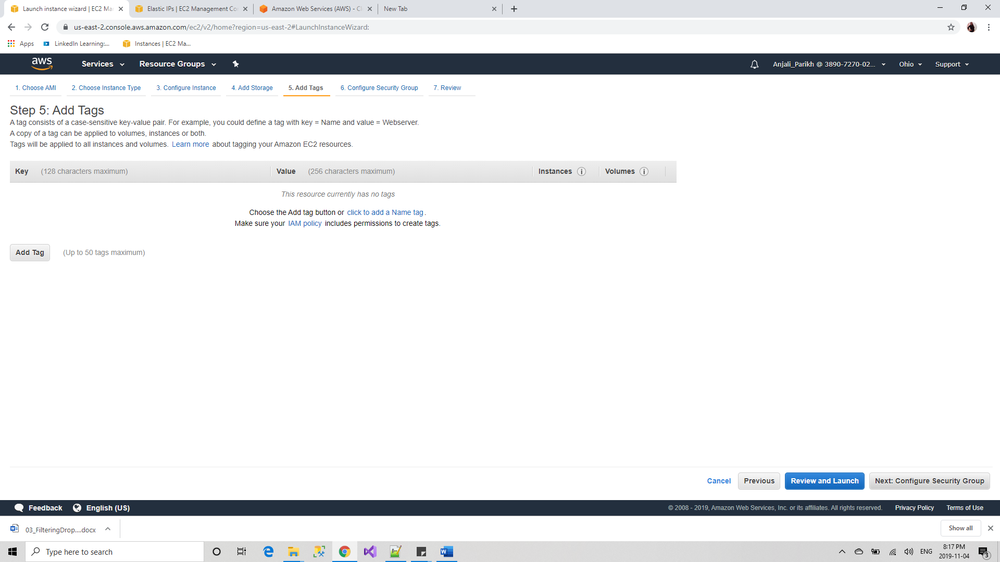 Launch instance wizard | EC2 Ma
Elastic IPs | EC2 Management Co
Amazon Web Services (AWS) - Cl
New Tab
us-east-2.console.aws.amazon.com/ec2/v2/home?region=us-east-2#LaunchInstanceWizard:
Apps
LinkedIn Learning:...
Instances | EC2 Ma...
aws
Services
Resource Groups
Anjali_Parikh @ 3890-7270-02...
Ohio
Support
1. Choose AMI
2. Choose Instance Type
3. Configure Instance
4. Add Storage
5. Add Tags
6. Configure Security Group
7. Review
Step 5: Add Tags
A tag consists of a case-sensitive key-value pair. For example, you could define a tag with key = Name and value = Webserver.
A copy of a tag can be applied to volumes, instances or both.
Tags will be applied to all instances and volumes. Learn more about tagging your Amazon EC2 resources.
Key (128 characters maximum)
Value (256 characters maximum)
Instances i
Volumes i
This resource currently has no tags
Choose the Add tag button or click to add a Name tag.
Make sure your IAM policy includes permissions to create tags.
Add Tag
(Up to 50 tags maximum)
Cancel
Previous
Review and Launch
Next: Configure Security Group
Feedback
English (US)
© 2008 - 2019, Amazon Web Services, Inc. or its affiliates. All rights reserved.
Privacy Policy
Terms of Use
03_FilteringDrop....docx
Show all
Type here to search
ENG
8:17 PM
2019-11-04
3